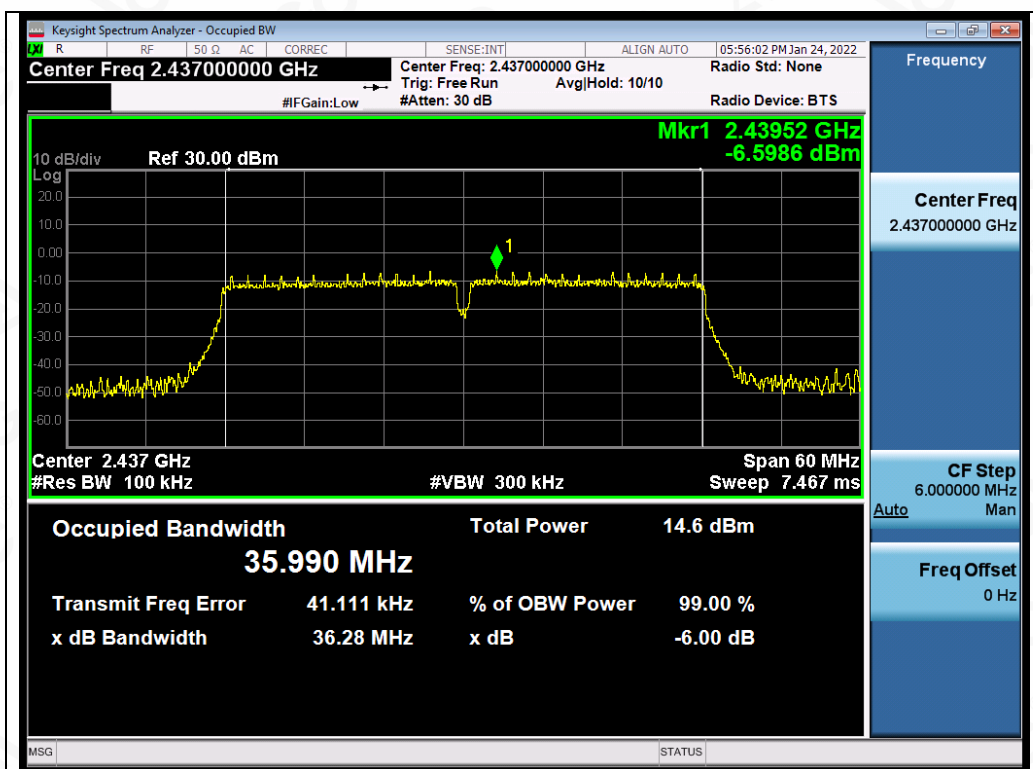 Keysight Spectrum Analyzer - Occupied BW
LXI R RF 50 Ω AC CORREC SENSE:INT ALIGN AUTO 05:56:02 PM Jan 24, 2022
Center Freq 2.437000000 GHz
Center Freq: 2.437000000 GHz Radio Std: None
Trig: Free Run Avg|Hold: 10/10
#IFGain:Low #Atten: 30 dB Radio Device: BTS
Frequency
Mkr1 2.43952 GHz
-6.5986 dBm
10 dB/div Ref 30.00 dBm
Log
20.0
10.0
0.00
-10.0
-20.0
-30.0
-40.0
-50.0
-60.0
1
Center 2.437 GHz Span 60 MHz
#Res BW 100 kHz #VBW 300 kHz Sweep 7.467 ms
Center Freq
2.437000000 GHz
CF Step
6.000000 MHz
Auto Man
Freq Offset
0 Hz
Occupied Bandwidth Total Power 14.6 dBm
35.990 MHz
Transmit Freq Error 41.111 kHz % of OBW Power 99.00 %
x dB Bandwidth 36.28 MHz x dB -6.00 dB
MSG STATUS